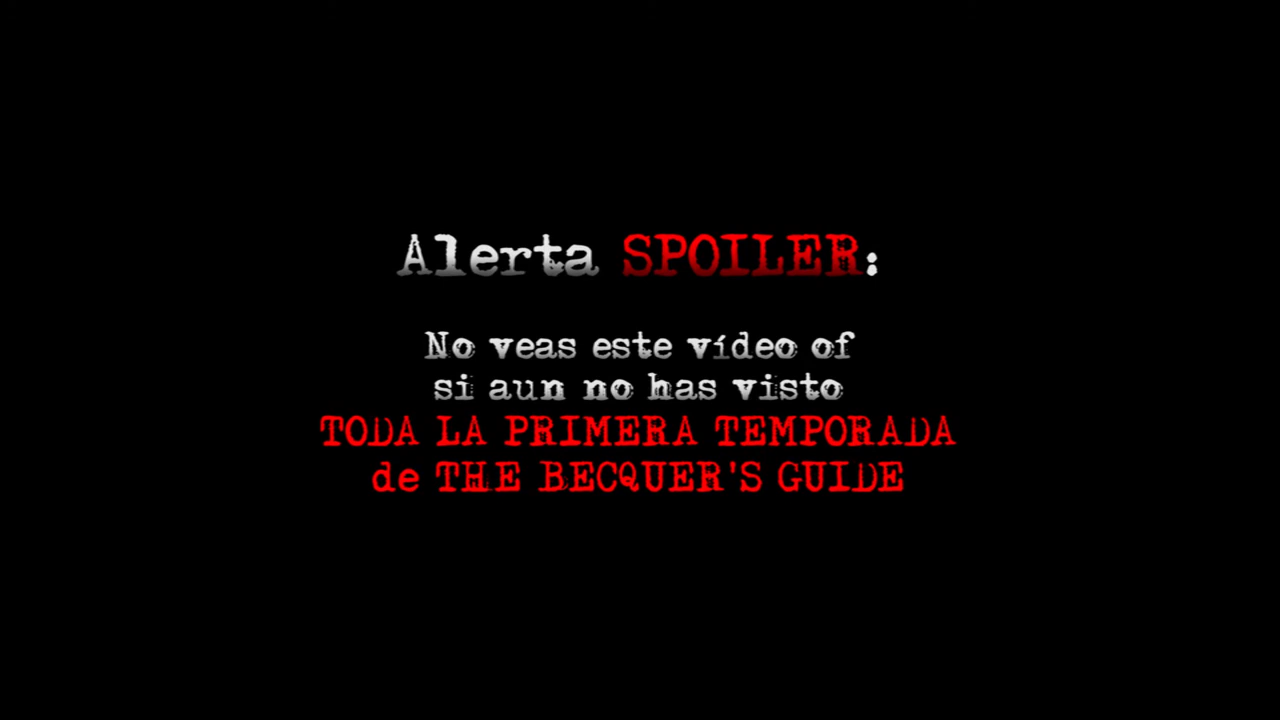 Alerta SPOILER:
No veas este vídeo of
si aun no has visto
TODA LA PRIMERA TEMPORADA
de THE BECQUER'S GUIDE